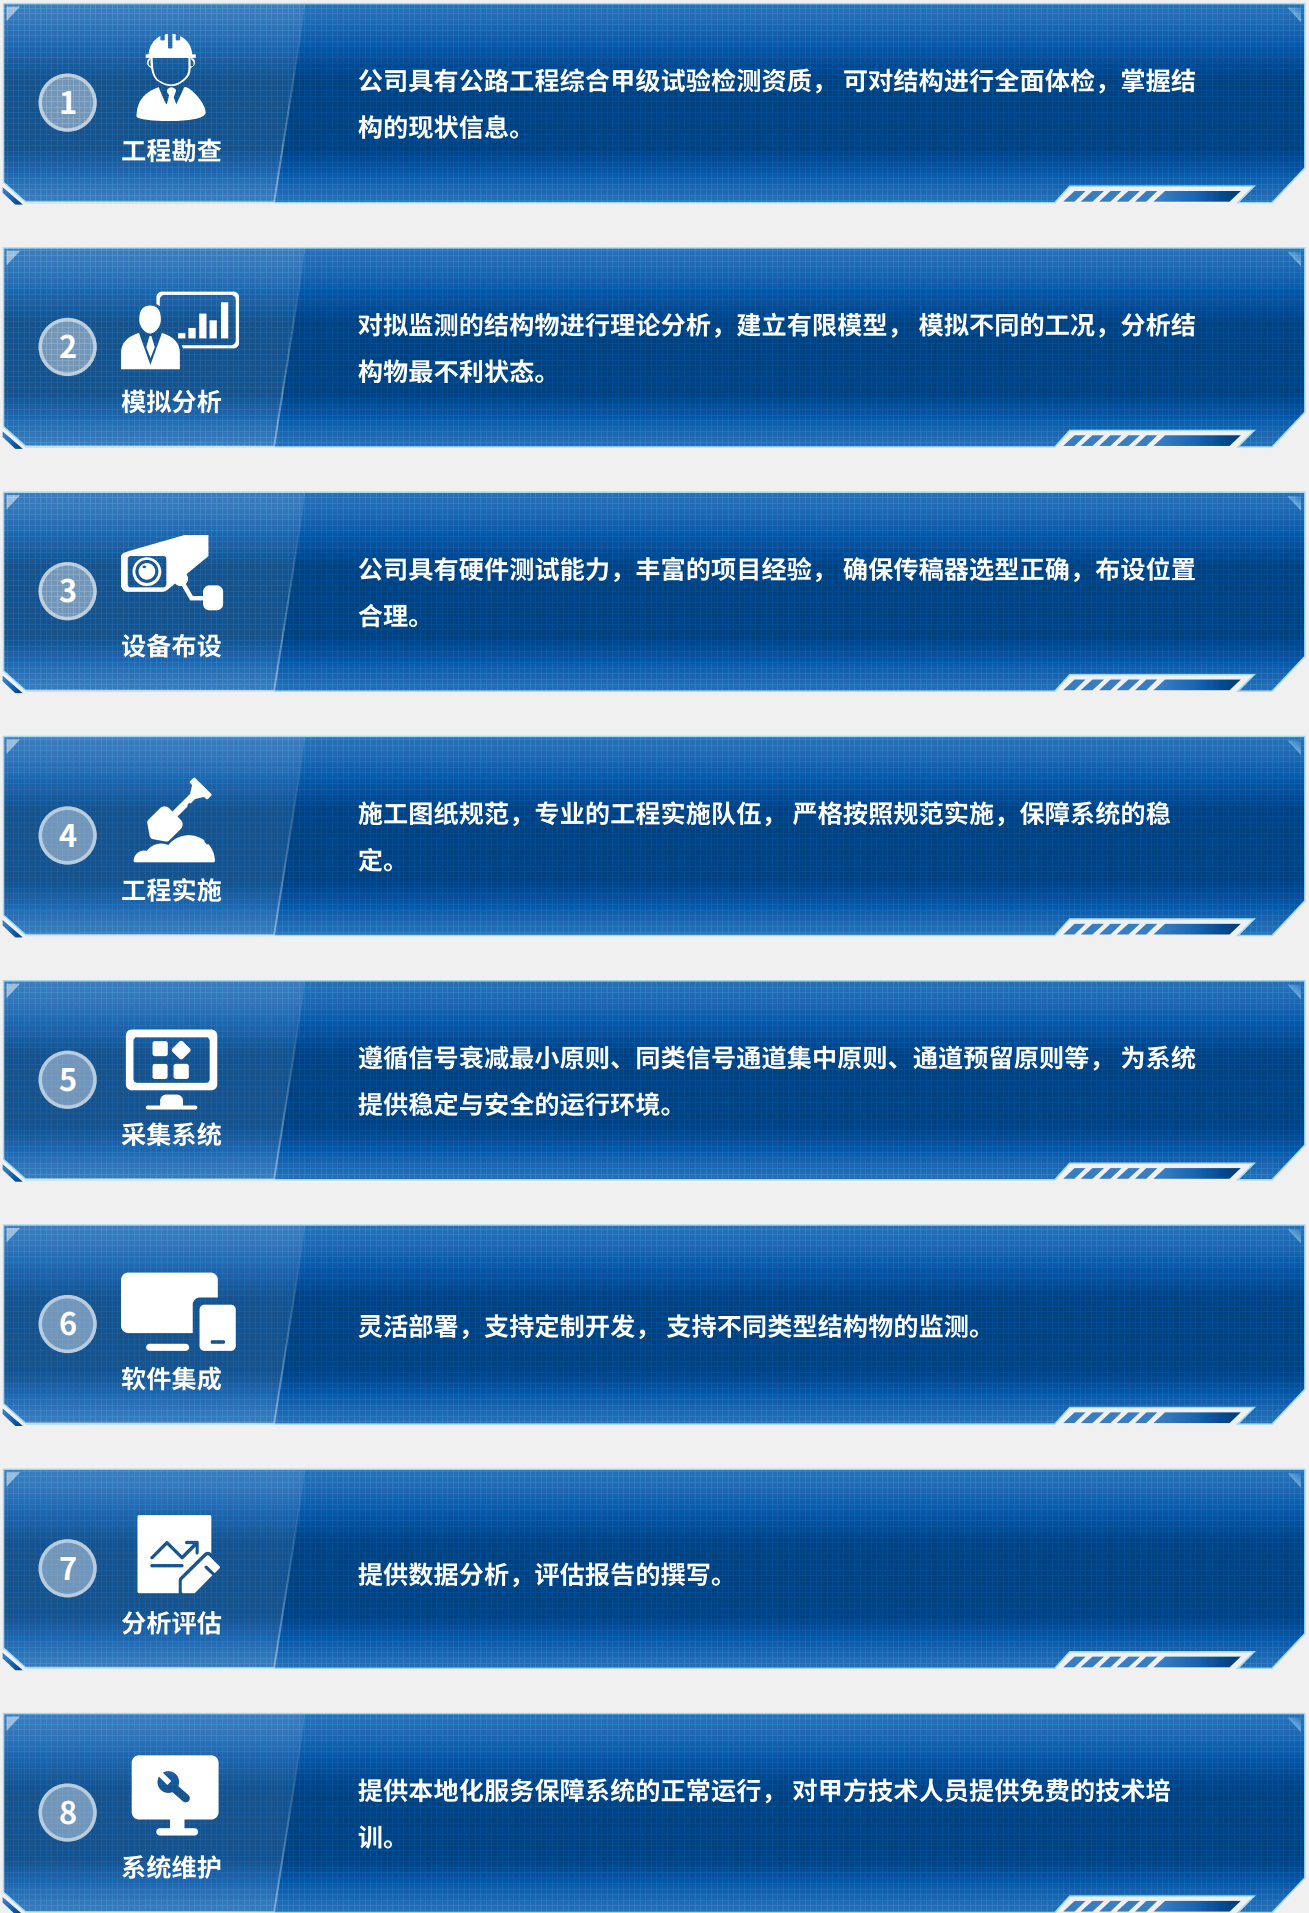 1
工程勘查
公司具有公路工程综合甲级试验检测资质， 可对结构进行全面体检，掌握结
构的现状信息。
2
模拟分析
对拟监测的结构物进行理论分析，建立有限模型， 模拟不同的工况，分析结
构物最不利状态。
3
设备布设
公司具有硬件测试能力，丰富的项目经验， 确保传稿器选型正确，布设位置
合理。
4
工程实施
施工图纸规范，专业的工程实施队伍， 严格按照规范实施，保障系统的稳
定。
5
采集系统
遵循信号衰减最小原则、同类信号通道集中原则、通道预留原则等， 为系统
提供稳定与安全的运行环境。
6
软件集成
灵活部署，支持定制开发， 支持不同类型结构物的监测。
7
分析评估
提供数据分析，评估报告的撰写。
8
系统维护
提供本地化服务保障系统的正常运行， 对甲方技术人员提供免费的技术培
训。